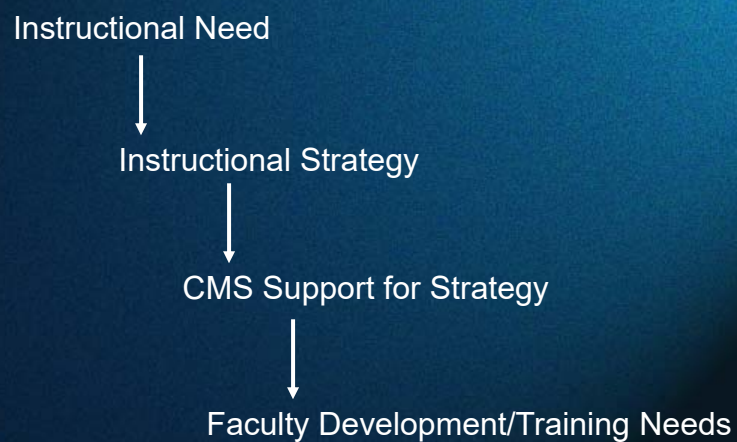 Instructional Need
Instructional Strategy
CMS Support for Strategy
Faculty Development/Training Needs